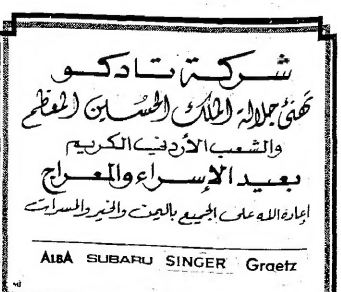 شركة تادكو
تهنئ جلالة الملك الحسين المعظم
والشعب الأردني الكريم
بعيد الإسراء والمعراج
إعادة الله على الجميع باليمن والخير والمسرات
ALBA SUBARU SINGER Graetz